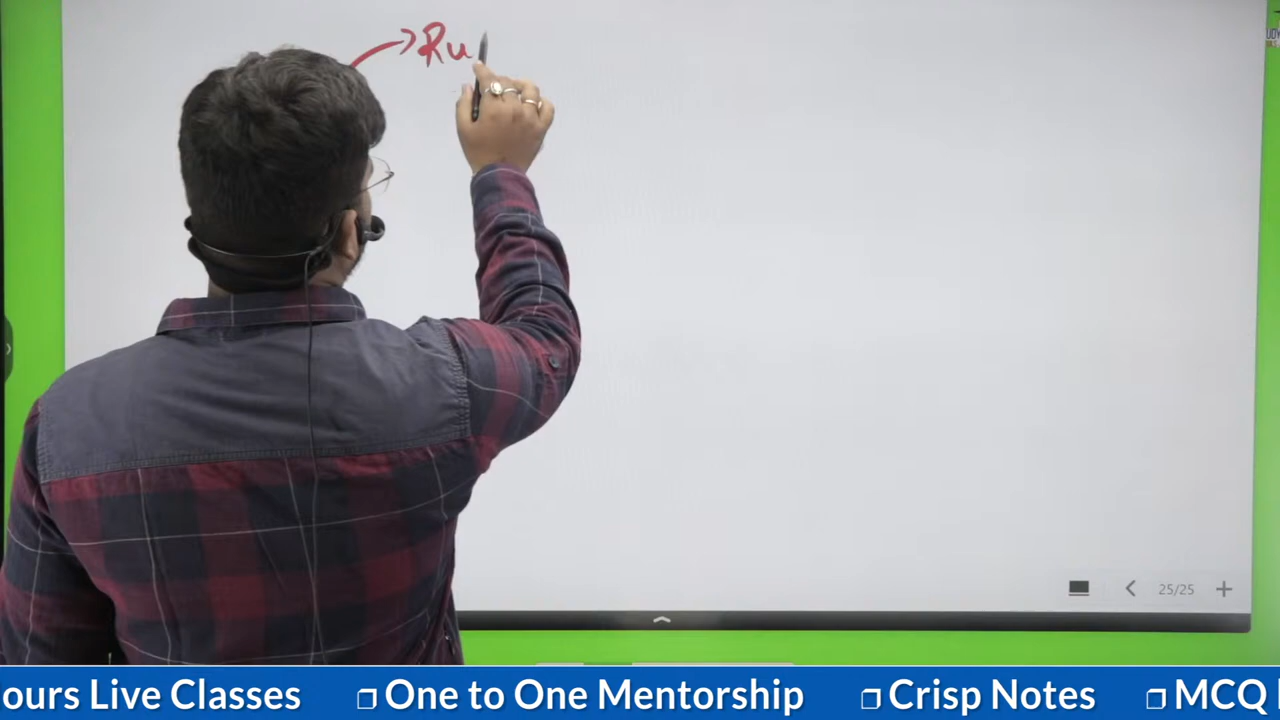 → Ru
25/25
ours Live Classes ❐ One to One Mentorship ❐ Crisp Notes ❐ MCQ